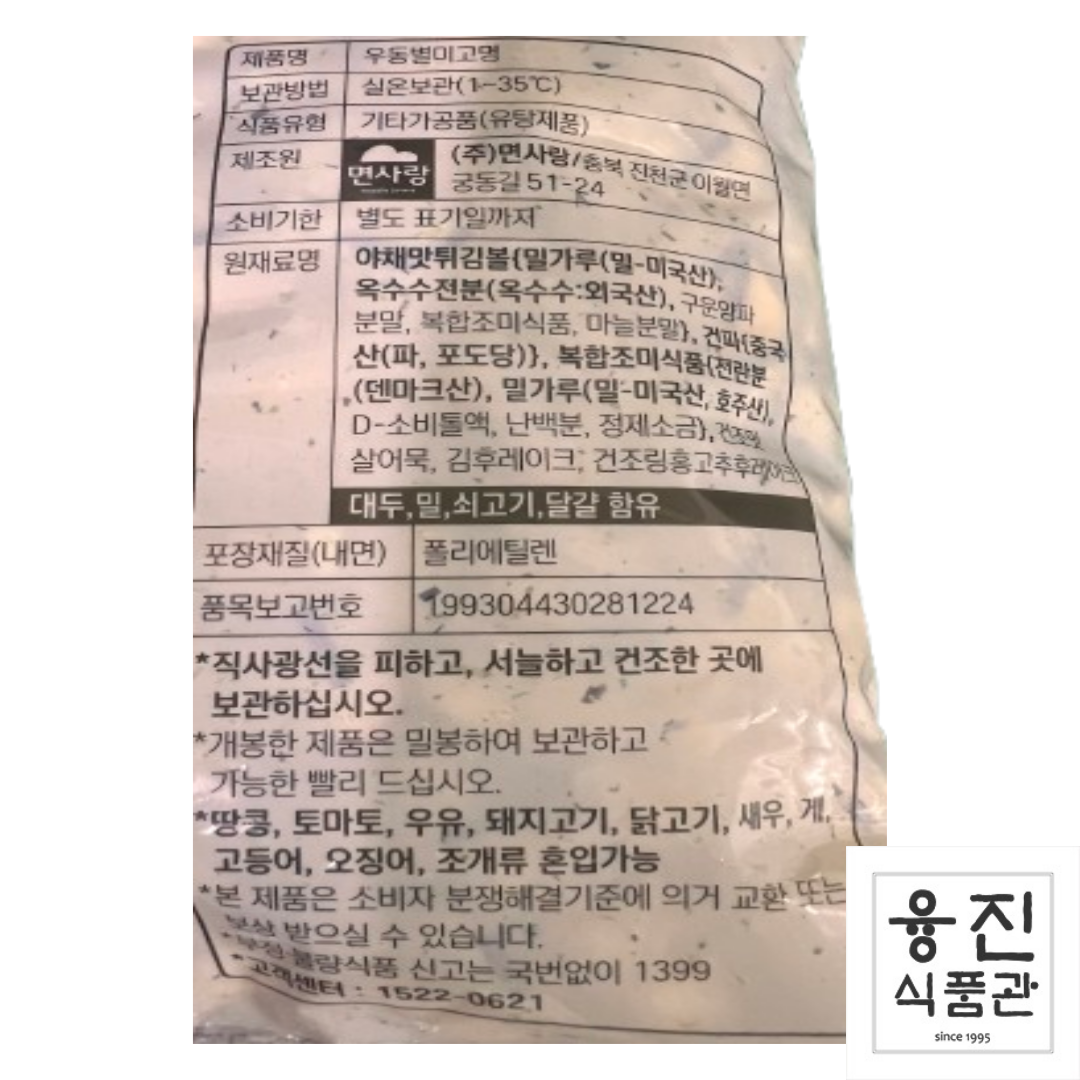 제품명 우동별미고명
보관방법 실온보관(1~35℃)
식품유형 기타가공품(유탕제품)
제조원 면사랑 (주)면사랑/충북 진천군 이월면
궁동길 51-24
소비기한 별도 표기일까지
원재료명 야채맛튀김볼{밀가루(밀-미국산),
옥수수전분(옥수수:외국산), 구운양파
분말, 복합조미식품, 마늘분말}, 건파{중국
산(파, 포도당)}, 복합조미식품{전란분
(덴마크산), 밀가루(밀-미국산, 호주산),
D-소비톨액, 난백분, 정제소금}, 건조맛
살어묵, 김후레이크, 건조링홍고추후레이크
대두,밀,쇠고기,달걀 함유
포장재질(내면) 폴리에틸렌
품목보고번호 199304430281224
*직사광선을 피하고, 서늘하고 건조한 곳에
보관하십시오.
*개봉한 제품은 밀봉하여 보관하고
가능한 빨리 드십시오.
*땅콩, 토마토, 우유, 돼지고기, 닭고기, 새우, 게,
고등어, 오징어, 조개류 혼입가능
*본 제품은 소비자 분쟁해결기준에 의거 교환 또는
보상 받으실 수 있습니다.
*부정·불량식품 신고는 국번없이 1399
*고객센터 : 1522-0621
웅진
식품관
since 1995